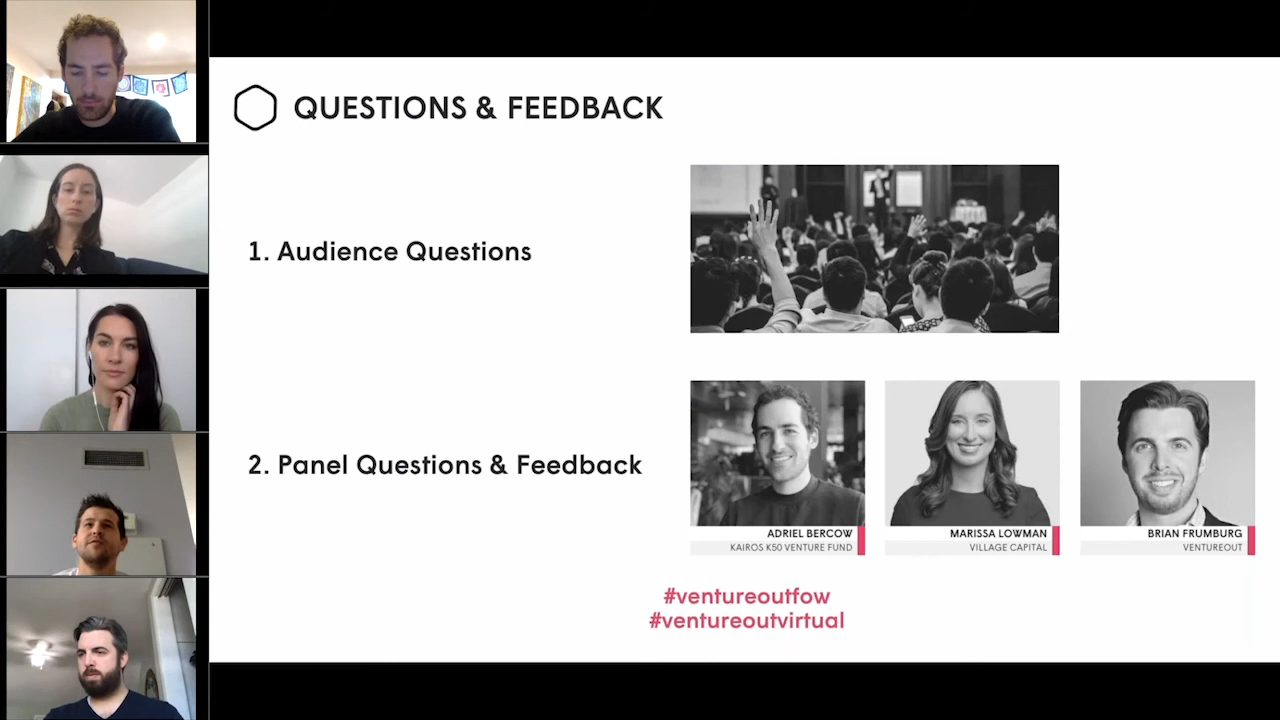 QUESTIONS & FEEDBACK
1. Audience Questions
2. Panel Questions & Feedback
ADRIEL BERCOW
KAIROS K50 VENTURE FUND
MARISSA LOWMAN
VILLAGE CAPITAL
BRIAN FRUMBURG
VENTUREOUT
#ventureoutfow
#ventureoutvirtual